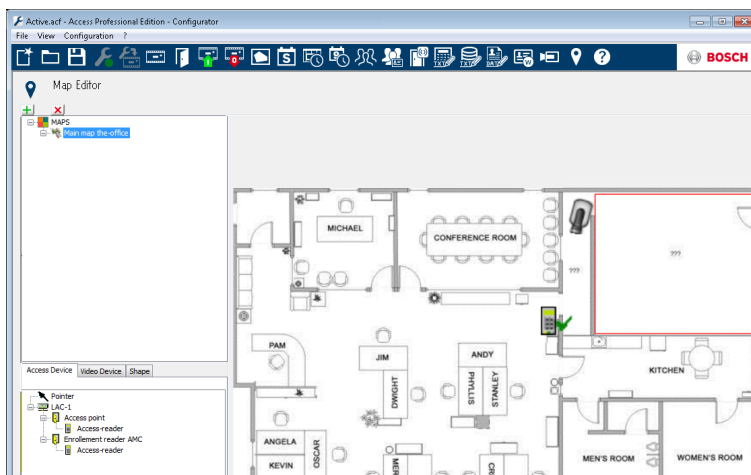 Active.acf - Access Professional Edition - Configurator
File View Configuration ?
BOSCH
Map Editor
MAPS
Main map the-office
MICHAEL
CONFERENCE ROOM
???
???
PAM
JIM
ANDY
KITCHEN
DWIGHT
PHYLLIS
STANLEY
Access Device Video Device Shape
Pointer
LAC-1
Access point
Access-reader
Enrollement reader AMC
Access-reader
ANGELA
OSCAR
KEVIN
MEN'S ROOM
WOMEN'S ROOM